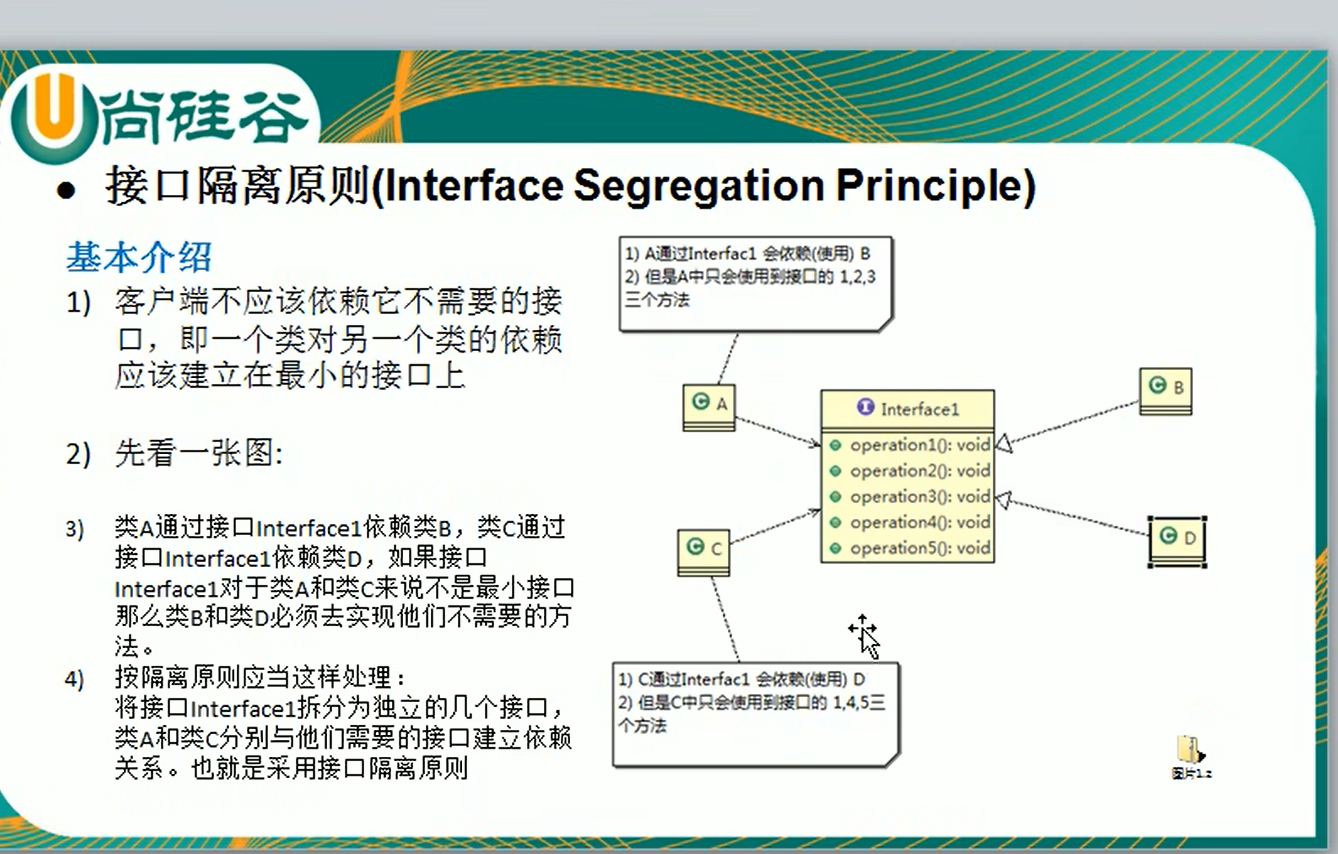 尚硅谷
● 接口隔离原则(Interface Segregation Principle)
基本介绍
1) 客户端不应该依赖它不需要的接
口，即一个类对另一个类的依赖
应该建立在最小的接口上
2) 先看一张图:
3) 类A通过接口Interface1依赖类B，类C通过
接口Interface1依赖类D，如果接口
Interface1对于类A和类C来说不是最小接口
那么类B和类D必须去实现他们不需要的方
法。
4) 按隔离原则应当这样处理：
将接口Interface1拆分为独立的几个接口，
类A和类C分别与他们需要的接口建立依赖
关系。也就是采用接口隔离原则
1) A通过Interfac1 会依赖(使用) B
2) 但是A中只会使用到接口的 1,2,3
三个方法
C A
I Interface1
operation1(): void
operation2(): void
operation3(): void
operation4(): void
operation5(): void
C B
C C
C D
1) C通过Interfac1 会依赖(使用) D
2) 但是C中只会使用到接口的 1,4,5三
个方法
图片1.z